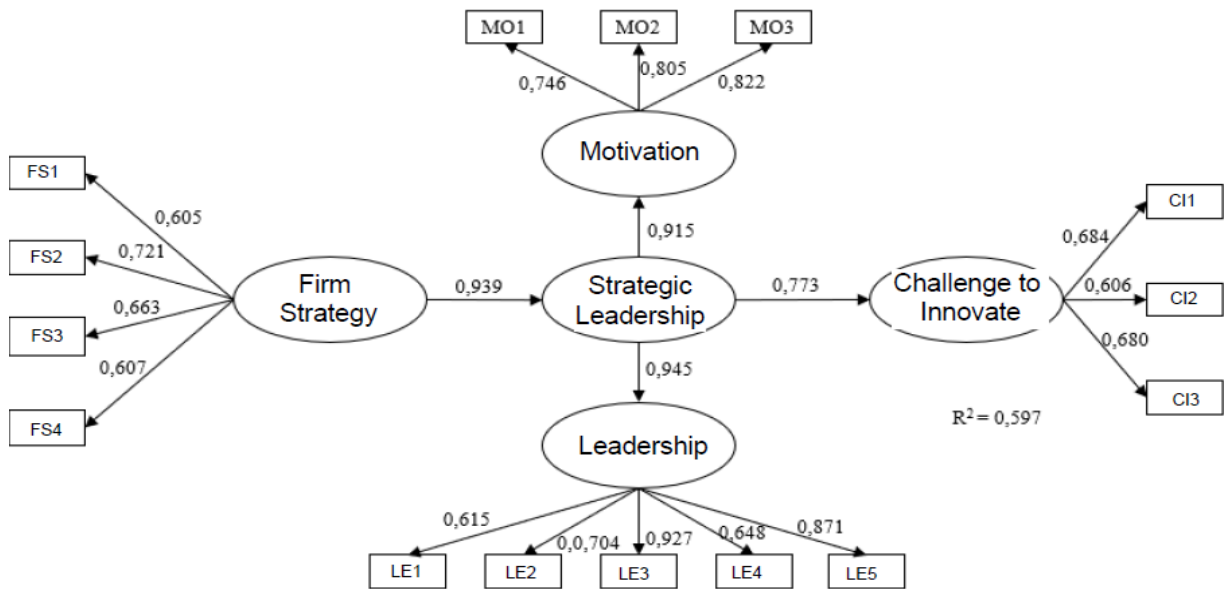 MO1
MO2
MO3
0,746
0,805
0,822
Motivation
FS1
FS2
FS3
FS4
0,605
0,721
0,663
0,607
Firm
Strategy
0,939
0,915
Strategic
Leadership
0,773
Challenge to
Innovate
0,684
0,606
0,680
CI1
CI2
CI3
R² = 0,597
0,945
Leadership
0,615
0,0,704
0,927
0,648
0,871
LE1
LE2
LE3
LE4
LE5